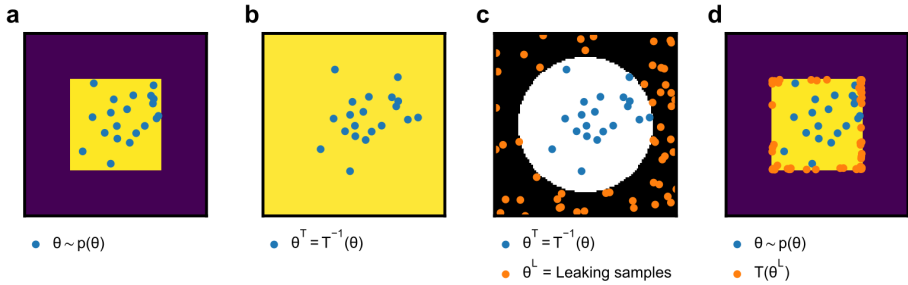 a
b
c
d
θ ~ p(θ)
θ^T = T^−1(θ)
θ^T = T^−1(θ)
θ^L = Leaking samples
θ ~ p(θ)
T(θ^L)